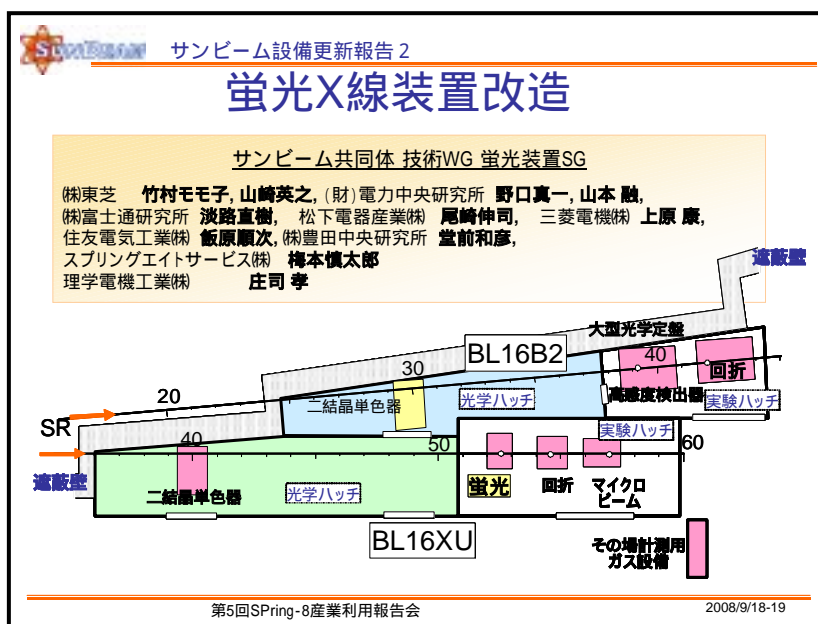 SUNBEAM サンビーム設備更新報告2
蛍光X線装置改造
サンビーム共同体 技術WG 蛍光装置SG
㈱東芝 竹村モモ子, 山崎英之, (財)電力中央研究所 野口真一, 山本 融,
㈱富士通研究所 淡路直樹, 松下電器産業㈱ 尾崎伸司, 三菱電機㈱ 上原 康,
住友電気工業㈱ 飯原順次, ㈱豊田中央研究所 堂前和彦,
スプリングエイトサービス㈱ 梅本慎太郎
理学電機工業㈱ 庄司 孝
遮蔽壁
大型光学定盤
BL16B2
20
30
40
回折
二結晶単色器
光学ハッチ
高感度検出器
実験ハッチ
SR
実験ハッチ
40
50
60
遮蔽壁
二結晶単色器
光学ハッチ
蛍光
回折
マイクロ
ビーム
BL16XU
その場計測用
ガス設備
第5回SPring-8産業利用報告会
2008/9/18-19